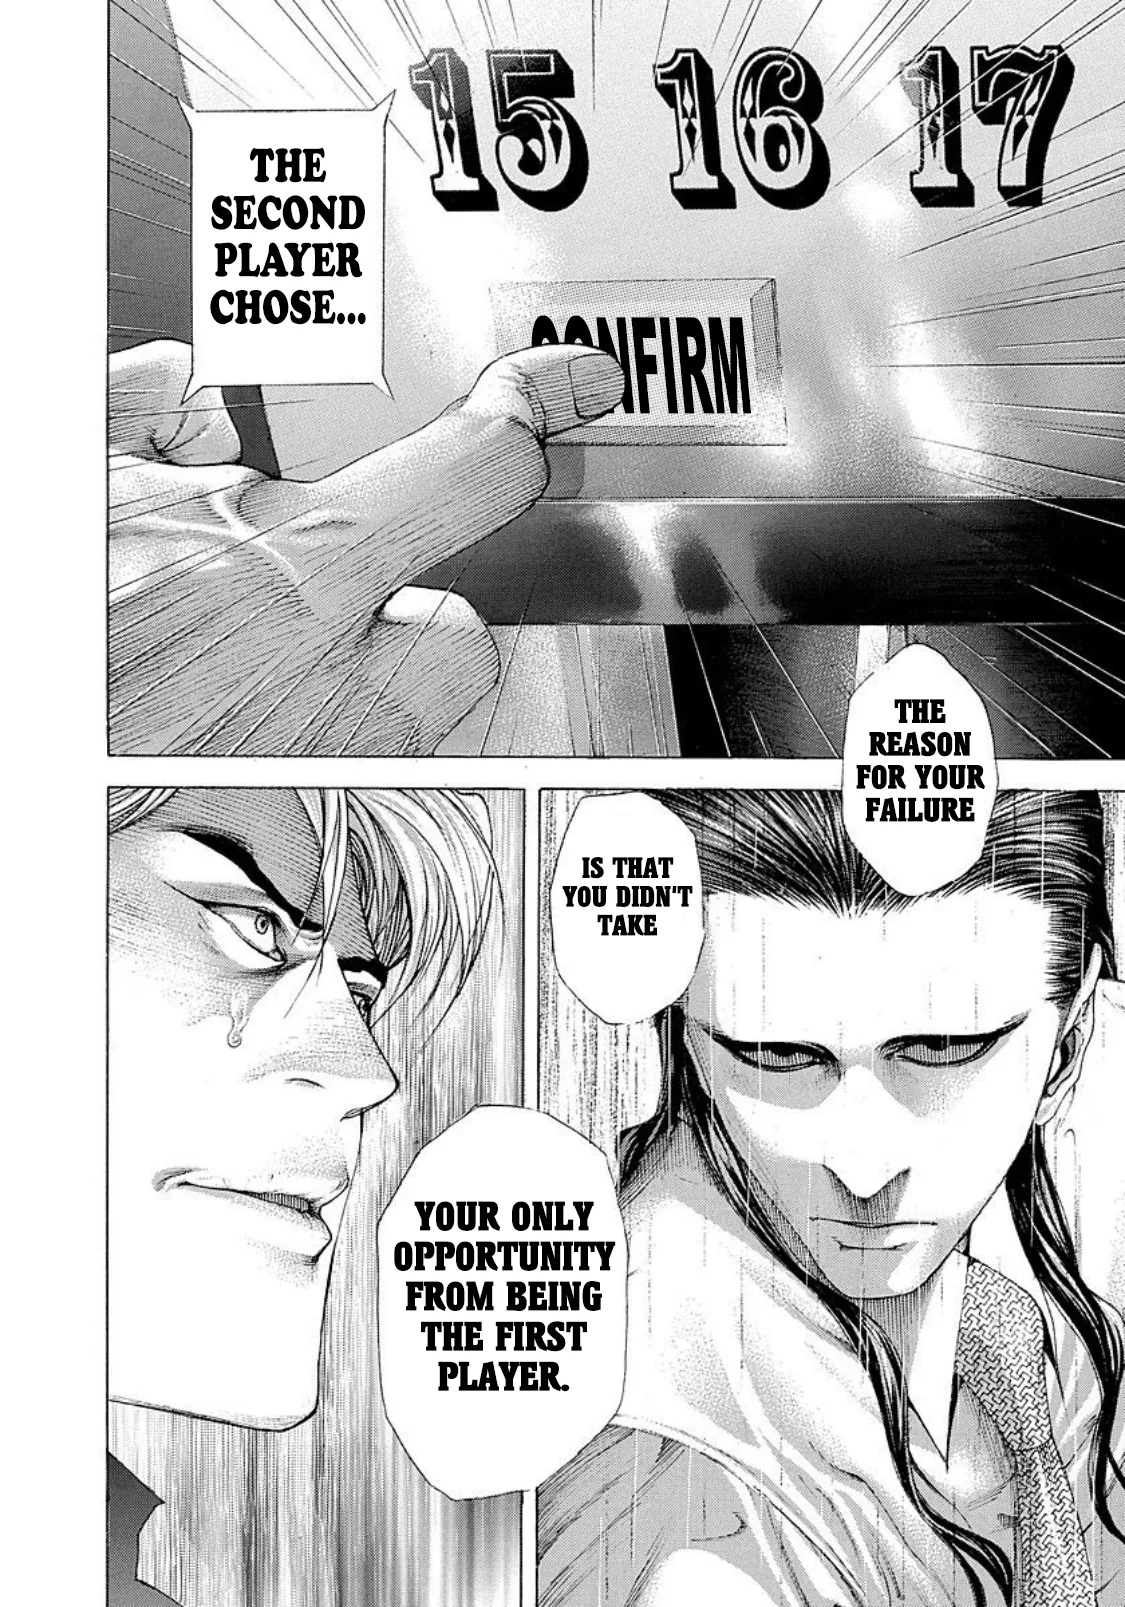 15 16 17
THE
SECOND
PLAYER
CHOSE...
CONFIRM
THE
REASON
FOR YOUR
FAILURE
IS THAT
YOU DIDN'T
TAKE
YOUR ONLY
OPPORTUNITY
FROM BEING
THE FIRST
PLAYER.